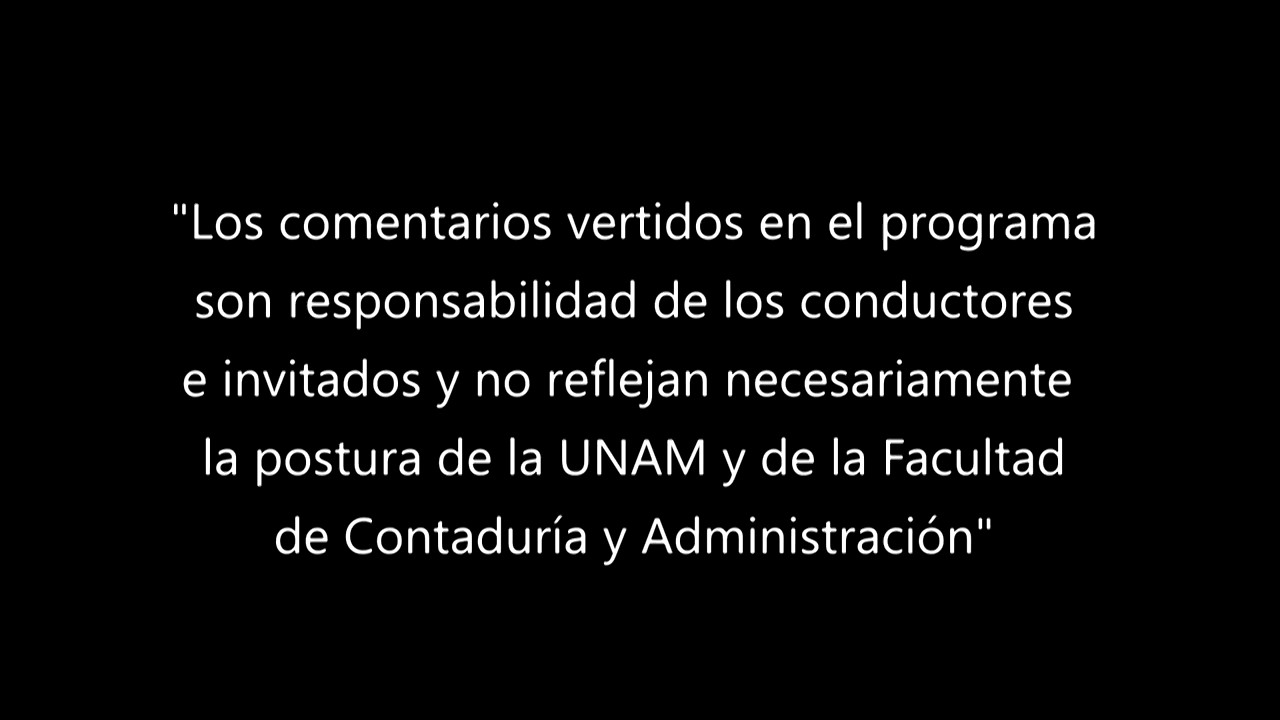 "Los comentarios vertidos en el programa
son responsabilidad de los conductores
e invitados y no reflejan necesariamente
la postura de la UNAM y de la Facultad
de Contaduría y Administración"